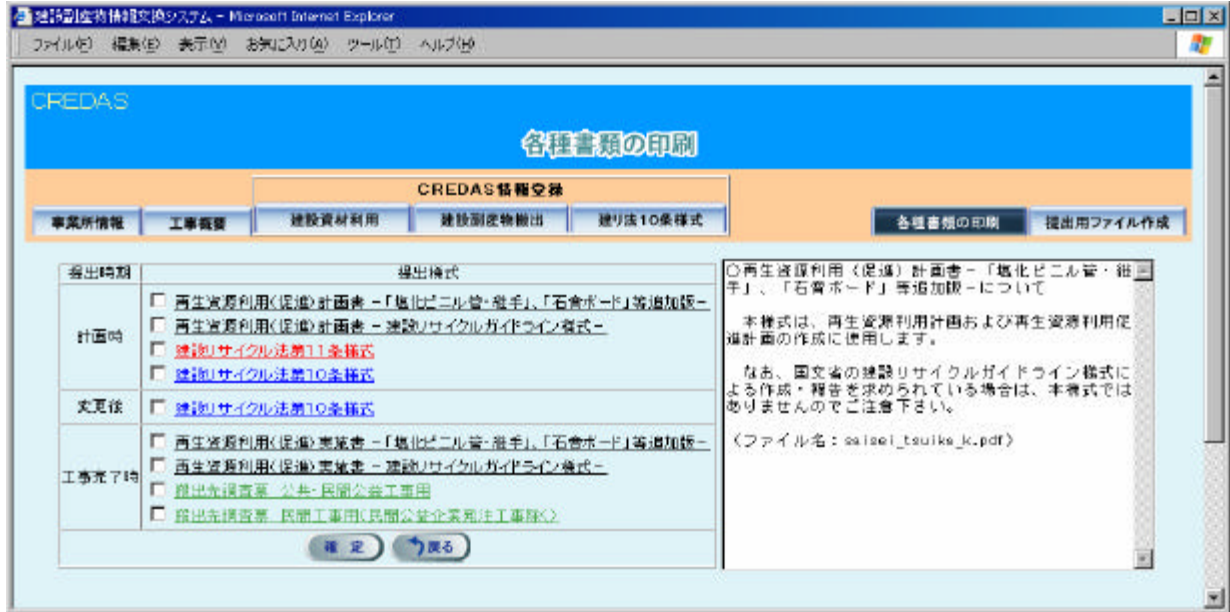 建設副産物情報交換システム - Microsoft Internet Explorer
ファイル(F) 編集(E) 表示(V) お気に入り(A) ツール(T) ヘルプ(H)
CREDAS
各種書類の印刷
CREDAS情報登録
事業所情報 工事概要 建設資材利用 建設副産物搬出 建リ法10条様式 各種書類の印刷 提出用ファイル作成
提出時期 提出様式
計画時
再生資源利用(促進)計画書 -「塩化ビニル管・継手」、「石膏ボード」等追加版-
再生資源利用(促進)計画書 - 建設リサイクルガイドライン様式-
建設リサイクル法第11条様式
建設リサイクル法第10条様式
変更後
建設リサイクル法第10条様式
工事完了時
再生資源利用(促進)実施書 -「塩化ビニル管・継手」、「石膏ボード」等追加版-
再生資源利用(促進)実施書 - 建設リサイクルガイドライン様式-
搬出先調査票 公共・民間公益工事用
搬出先調査票 民間工事用(民間公益企業発注工事除く)
確 定 戻る
○再生資源利用(促進)計画書-「塩化ビニル管・継
手」、「石膏ボード」等追加版-について
本様式は、再生資源利用計画および再生資源利用促
進計画の作成に使用します。
なお、国交省の建設リサイクルガイドライン様式に
よる作成・報告を求められている場合は、本様式では
ありませんのでご注意下さい。
(ファイル名:saisei_tsuika_k.pdf)